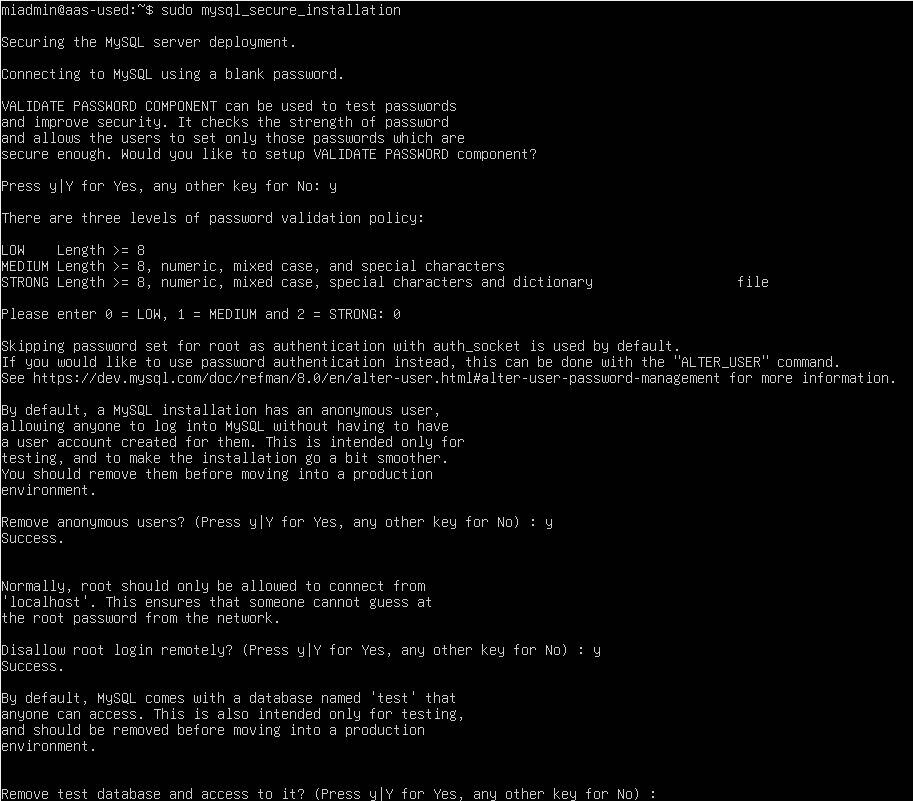 miadmin@aas-used:~$ sudo mysql_secure_installation
Securing the MySQL server deployment.
Connecting to MySQL using a blank password.
VALIDATE PASSWORD COMPONENT can be used to test passwords
and improve security. It checks the strength of password
and allows the users to set only those passwords which are
secure enough. Would you like to setup VALIDATE PASSWORD component?
Press y|Y for Yes, any other key for No: y
There are three levels of password validation policy:
LOW    Length >= 8
MEDIUM Length >= 8, numeric, mixed case, and special characters
STRONG Length >= 8, numeric, mixed case, special characters and dictionary                  file
Please enter 0 = LOW, 1 = MEDIUM and 2 = STRONG: 0
Skipping password set for root as authentication with auth_socket is used by default.
If you would like to use password authentication instead, this can be done with the "ALTER_USER" command.
See https://dev.mysql.com/doc/refman/8.0/en/alter-user.html#alter-user-password-management for more information.
By default, a MySQL installation has an anonymous user,
allowing anyone to log into MySQL without having to have
a user account created for them. This is intended only for
testing, and to make the installation go a bit smoother.
You should remove them before moving into a production
environment.
Remove anonymous users? (Press y|Y for Yes, any other key for No) : y
Success.
Normally, root should only be allowed to connect from
'localhost'. This ensures that someone cannot guess at
the root password from the network.
Disallow root login remotely? (Press y|Y for Yes, any other key for No) : y
Success.
By default, MySQL comes with a database named 'test' that
anyone can access. This is also intended only for testing,
and should be removed before moving into a production
environment.
Remove test database and access to it? (Press y|Y for Yes, any other key for No) :